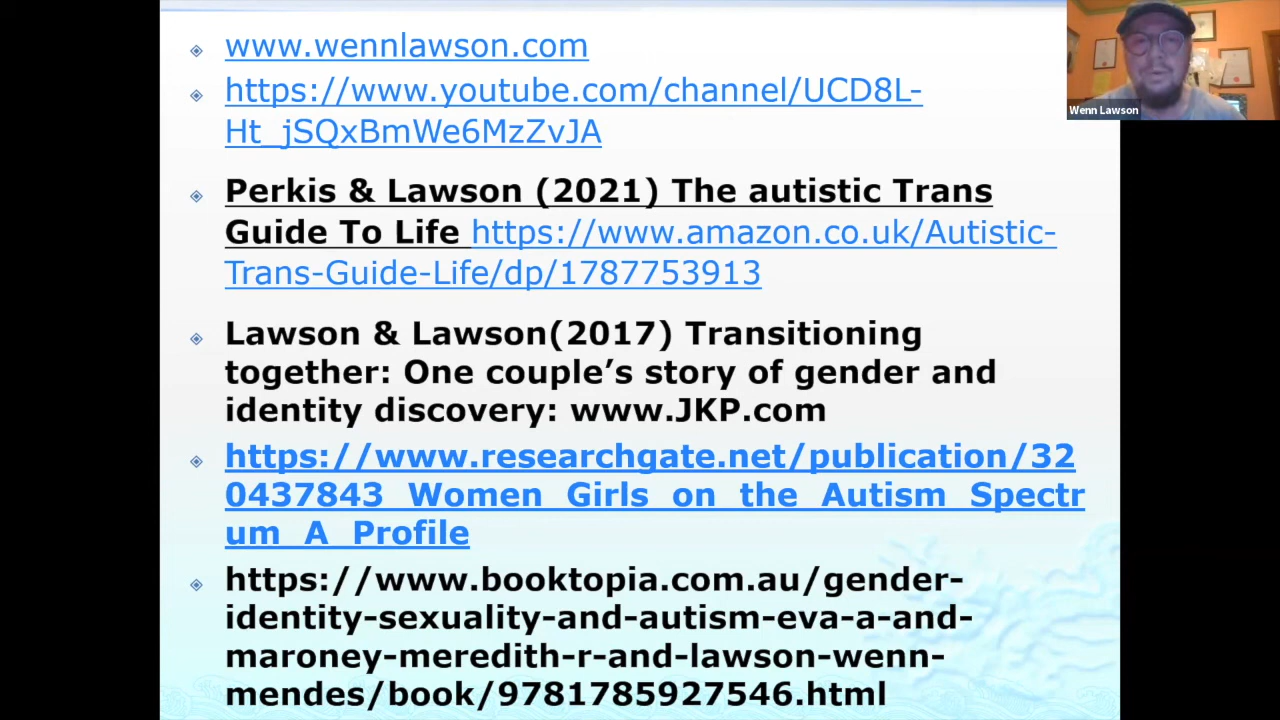 www.wennlawson.com
https://www.youtube.com/channel/UCD8L-
Ht_jSQxBmWe6MzZvJA
Perkis & Lawson (2021) The autistic Trans
Guide To Life https://www.amazon.co.uk/Autistic-
Trans-Guide-Life/dp/1787753913
Lawson & Lawson(2017) Transitioning
together: One couple’s story of gender and
identity discovery: www.JKP.com
https://www.researchgate.net/publication/32
0437843_Women_Girls_on_the_Autism_Spectr
um_A_Profile
https://www.booktopia.com.au/gender-
identity-sexuality-and-autism-eva-a-and-
maroney-meredith-r-and-lawson-wenn-
mendes/book/9781785927546.html
Wenn Lawson